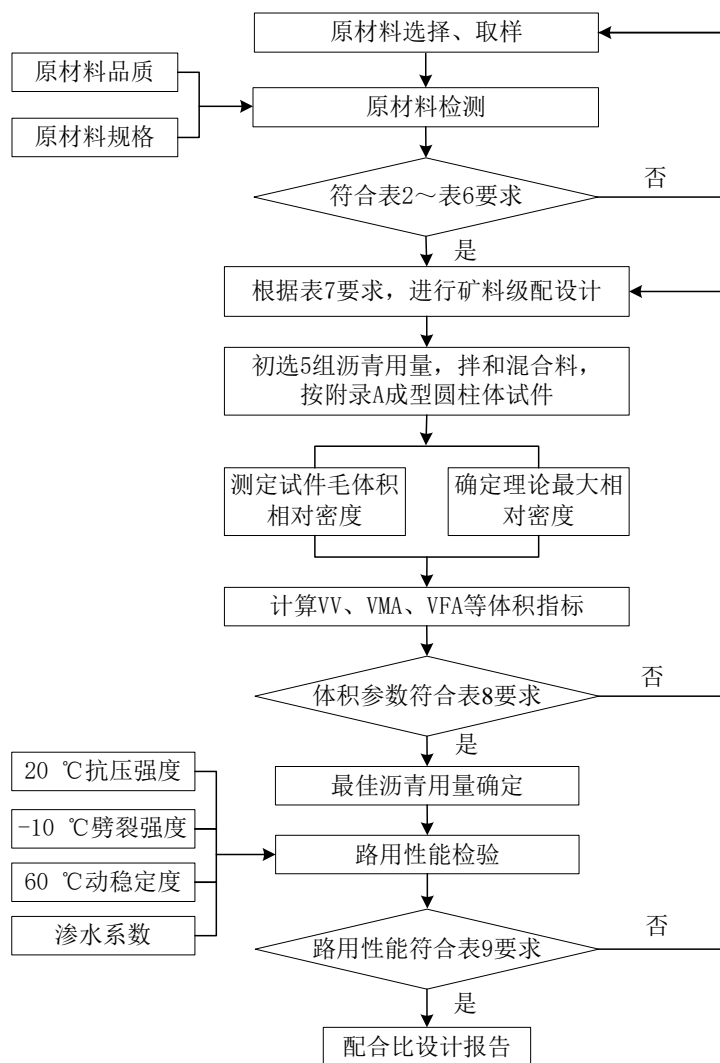 原材料选择、取样
原材料品质
原材料规格
原材料检测
符合表2～表6要求
否
是
根据表7要求，进行矿料级配设计
初选5组沥青用量，拌和混合料，
按附录A成型圆柱体试件
测定试件毛体积
相对密度
确定理论最大相
对密度
计算VV、VMA、VFA等体积指标
体积参数符合表8要求
否
是
20 ℃抗压强度
最佳沥青用量确定
-10 ℃劈裂强度
路用性能检验
60 ℃动稳定度
渗水系数
路用性能符合表9要求
否
是
配合比设计报告